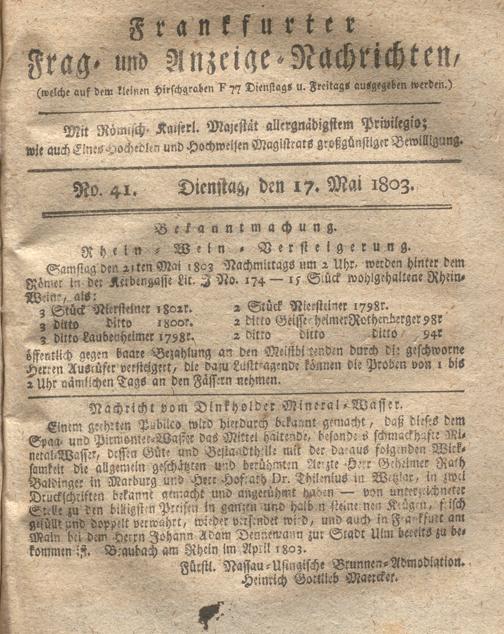 Frankfurter
Frag- und Anzeige-Nachrichten,
(welche auf dem kleinen Hirschgraben F 77 Dienstags u. Freitags ausgegeben werden.)
Mit Römisch-Kaiserl. Majestät allergnädigstem Privilegio;
wie auch Eines Hochedlen und Hochweisen Magistrats großgünstiger Bewilligung.
No. 41. Dienstag, den 17. Mai 1803.
Bekanntmachung.
Rhein-Wein-Versteigerung.
Samstag den 21ten Mai 1803 Nachmittags um 2 Uhr, werden hinter dem
Römer in der Kerbengasse Lit. J No. 174 — 15 Stück wohlgehaltene Rhein-
Weine, als:
3 Stück Niersteiner 1802r. 2 Stück Niersteiner 1798r.
3 ditto ditto 1800r. 2 ditto Geisenheimer Rothenberger 98r
3 ditto Laubenheimer 1798r. 2 ditto ditto 94r
öffentlich gegen baare Bezahlung an den Meistbietenden durch die geschworne
Herren Ausrüfer versteigert, die dazu Lusttragende können die Proben von 1 bis
2 Uhr nämlichen Tags an den Fässern nehmen.
Nachricht vom Dinkholder Mineral-Wasser.
Einem geehrten Publico wird hierdurch bekannt gemacht, daß dieses dem
Spaa- und Pirmonter-Wasser das Mittel haltende, besonders schmackhafte Mi-
neral-Wasser, dessen Güte und Bestandtheile mit der daraus folgenden Wirk-
samkeit die allgemein geschätzten und berühmten Aerzte Herr Geheimer Rath
Baldinger in Marburg und Herr Hofrath Dr. Thilenius in Wetzlar, in zwei
Druckschriften bekannt gemacht und angerühmt haben — von unterzeichneter
Stelle zu den billigsten Preisen in ganzen und halben steinernen Krügen, frisch
gefüllt und doppelt verwahrt, wieder versendet wird, und auch in Frankfurt am
Main bei dem Herrn Johann Adam Dennemann zur Stadt Ulm bereits zu be-
kommen ist. Braubach am Rhein im April 1803.
Fürstl. Nassau-Usingische Brunnen-Admodiation.
Heinrich Gottlieb Maercker.